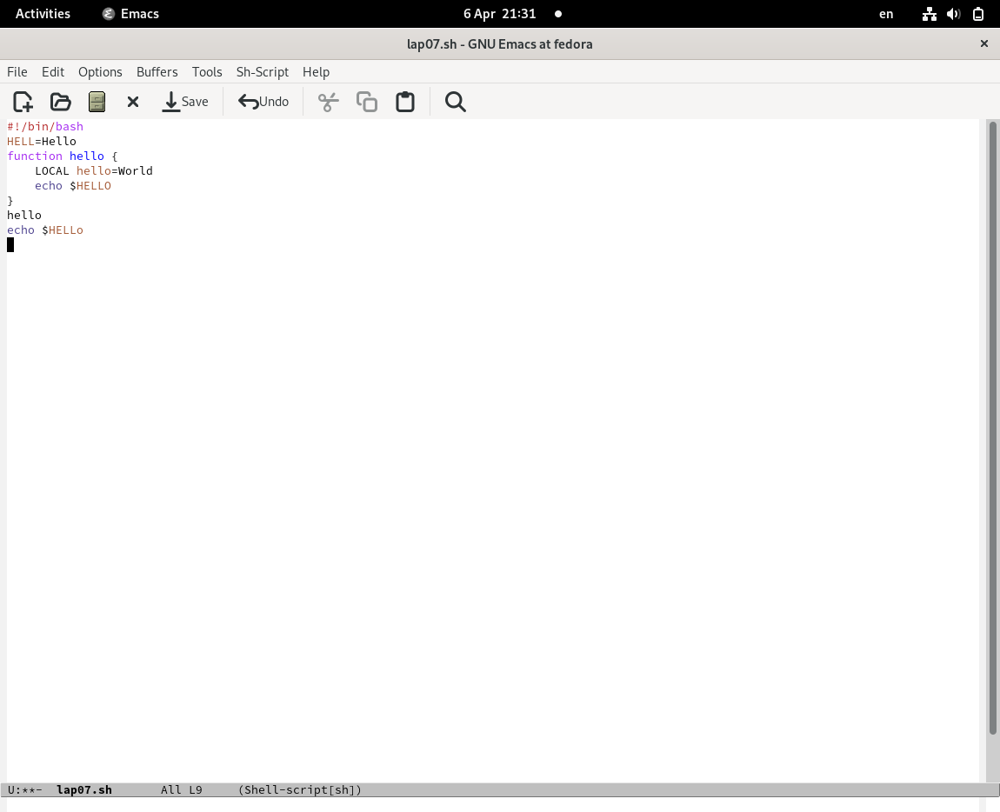 Activities Emacs 6 Apr 21:31 en
lap07.sh - GNU Emacs at fedora
File Edit Options Buffers Tools Sh-Script Help
Save Undo
#!/bin/bash
HELL=Hello
function hello {
    LOCAL hello=World
    echo $HELLO
}
hello
echo $HELLo
U:**- lap07.sh All L9 (Shell-script[sh])